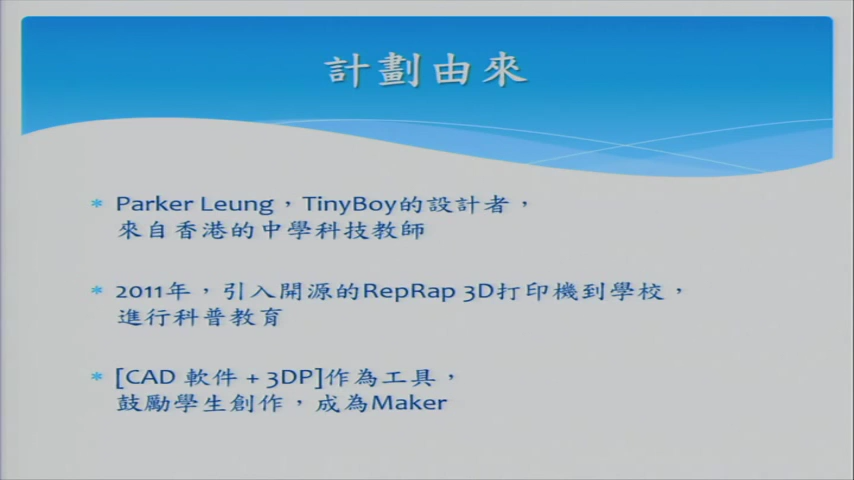 計劃由來
* Parker Leung，TinyBoy的設計者，
來自香港的中學科技教師
* 2011年，引入開源的RepRap 3D打印機到學校，
進行科普教育
* [CAD 軟件 + 3DP]作為工具，
鼓勵學生創作，成為Maker